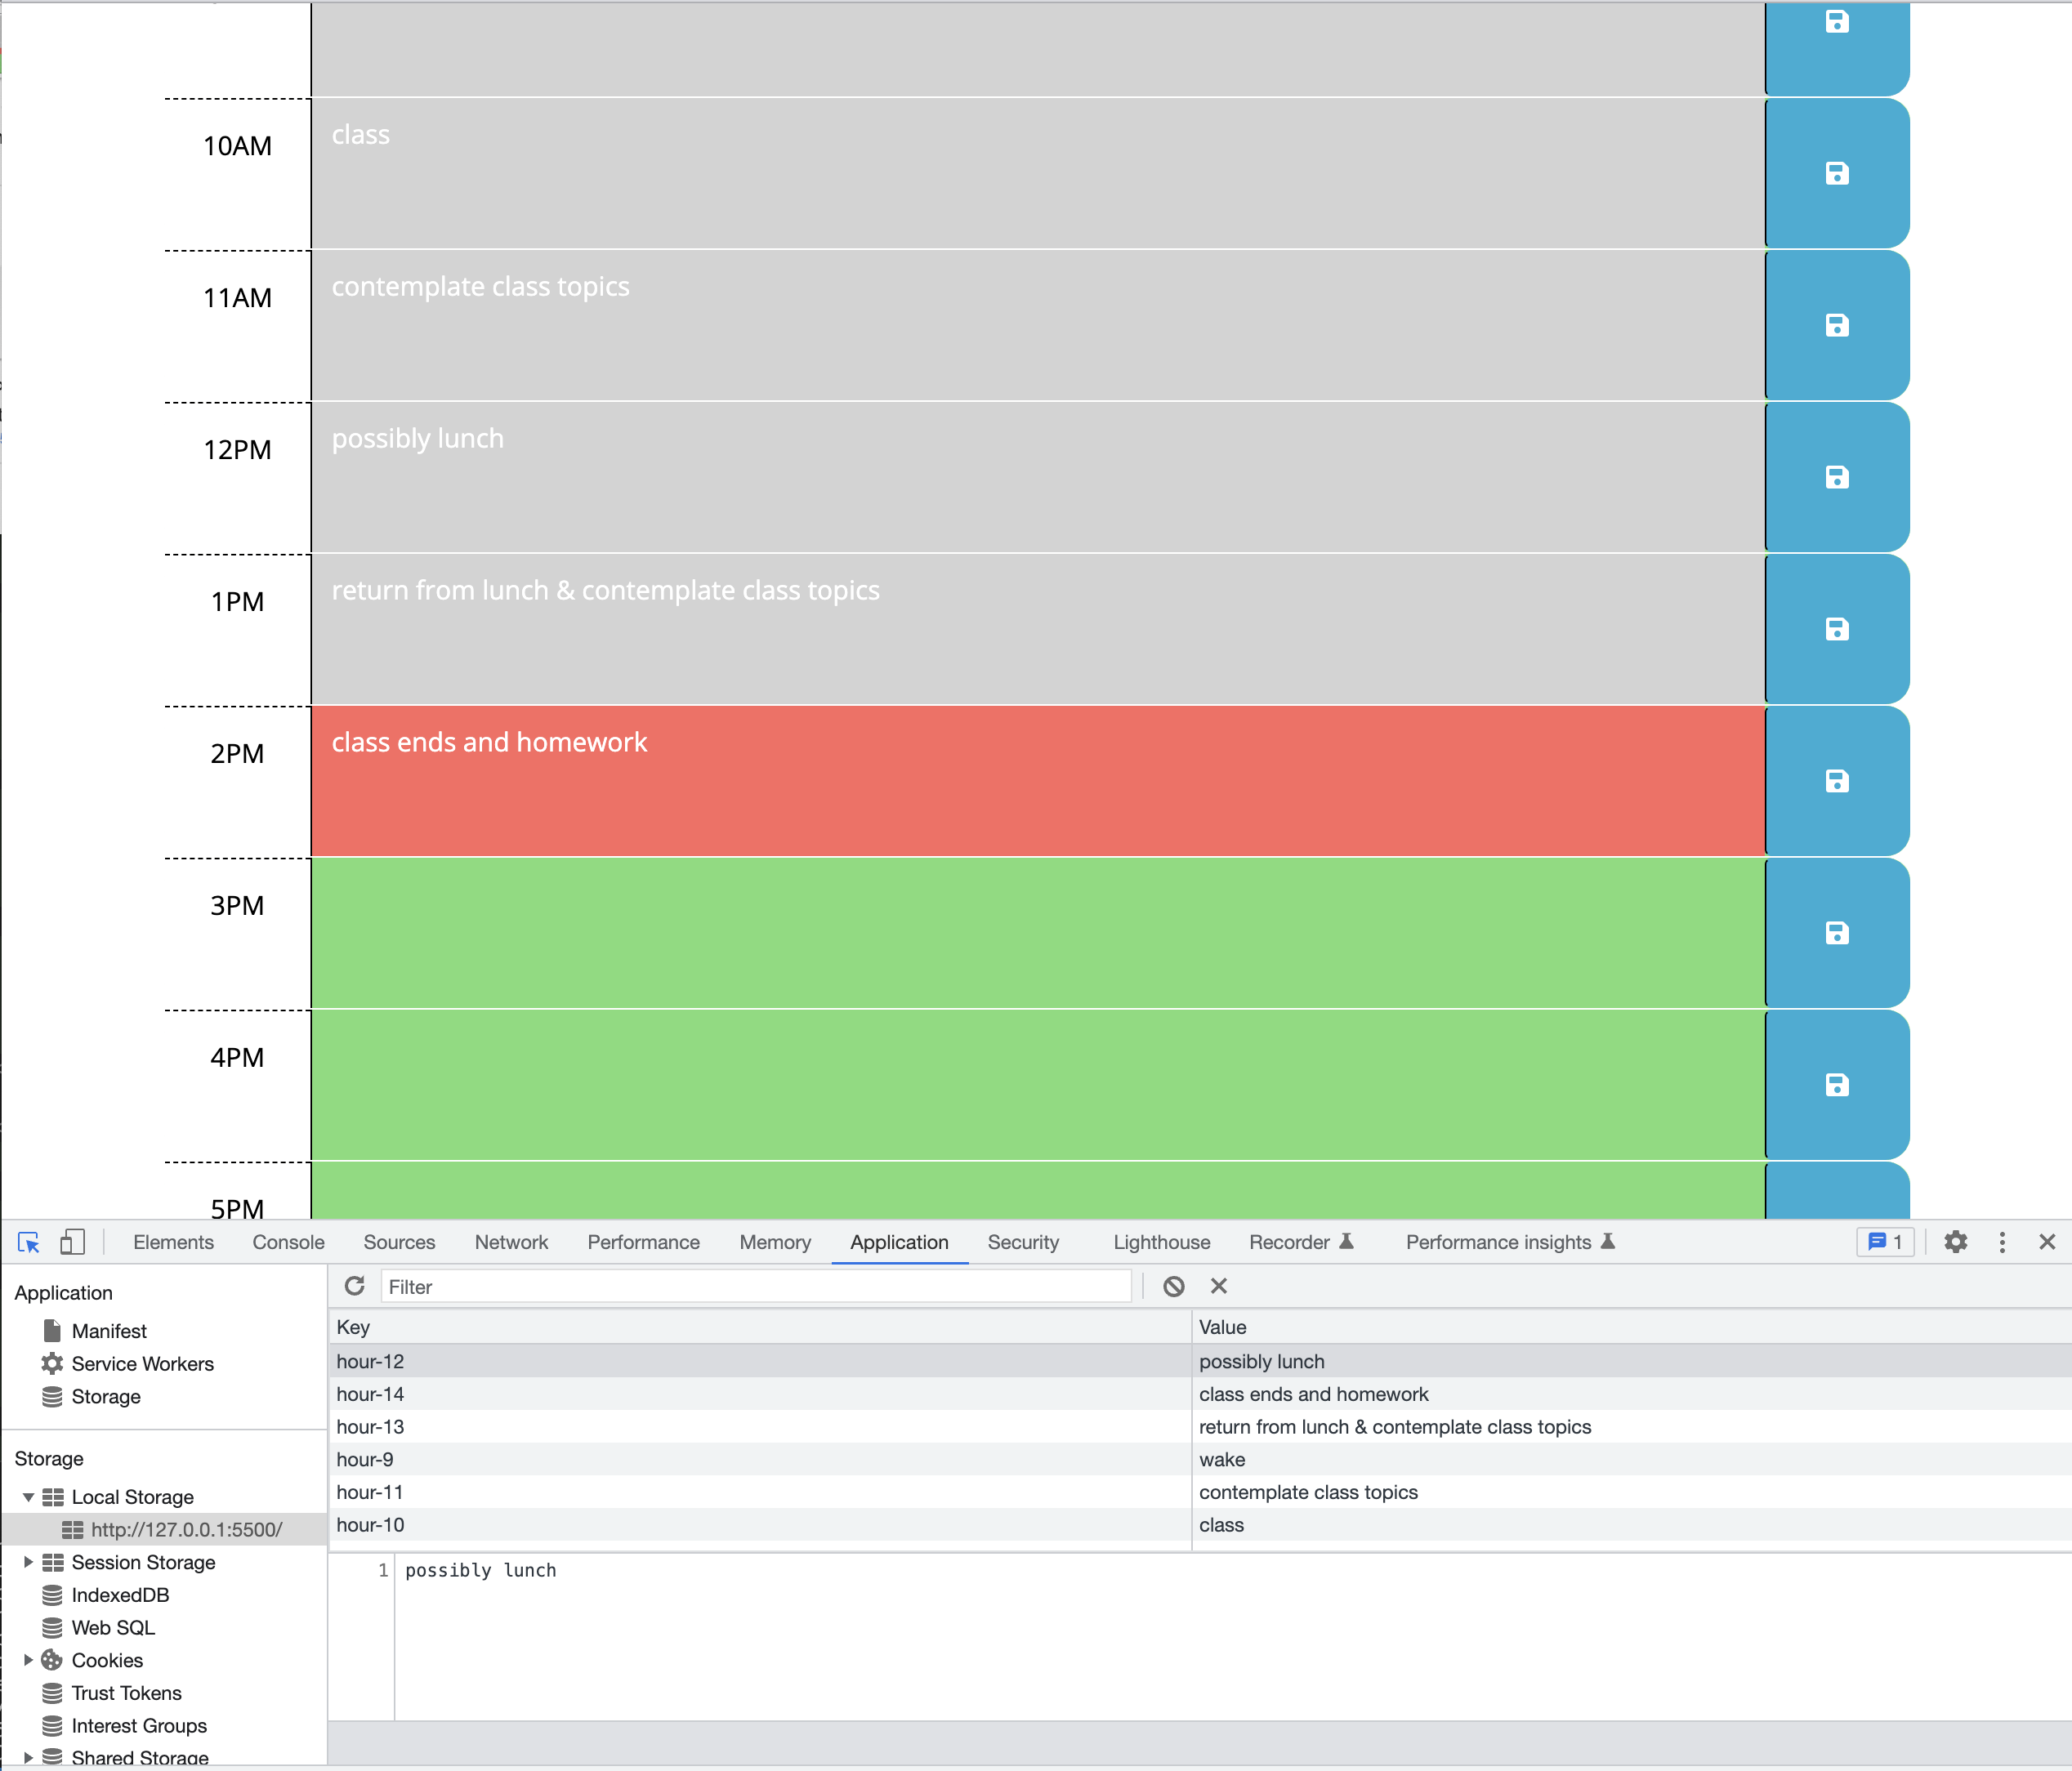 10AM class
11AM contemplate class topics
12PM possibly lunch
1PM return from lunch & contemplate class topics
2PM class ends and homework
3PM
4PM
5PM
Elements Console Sources Network Performance Memory Application Security Lighthouse Recorder Performance insights 1
Application
Manifest
Service Workers
Storage
Storage
Local Storage
http://127.0.0.1:5500/
Session Storage
IndexedDB
Web SQL
Cookies
Trust Tokens
Interest Groups
Shared Storage
Filter
Key Value
hour-12 possibly lunch
hour-14 class ends and homework
hour-13 return from lunch & contemplate class topics
hour-9 wake
hour-11 contemplate class topics
hour-10 class
1 possibly lunch